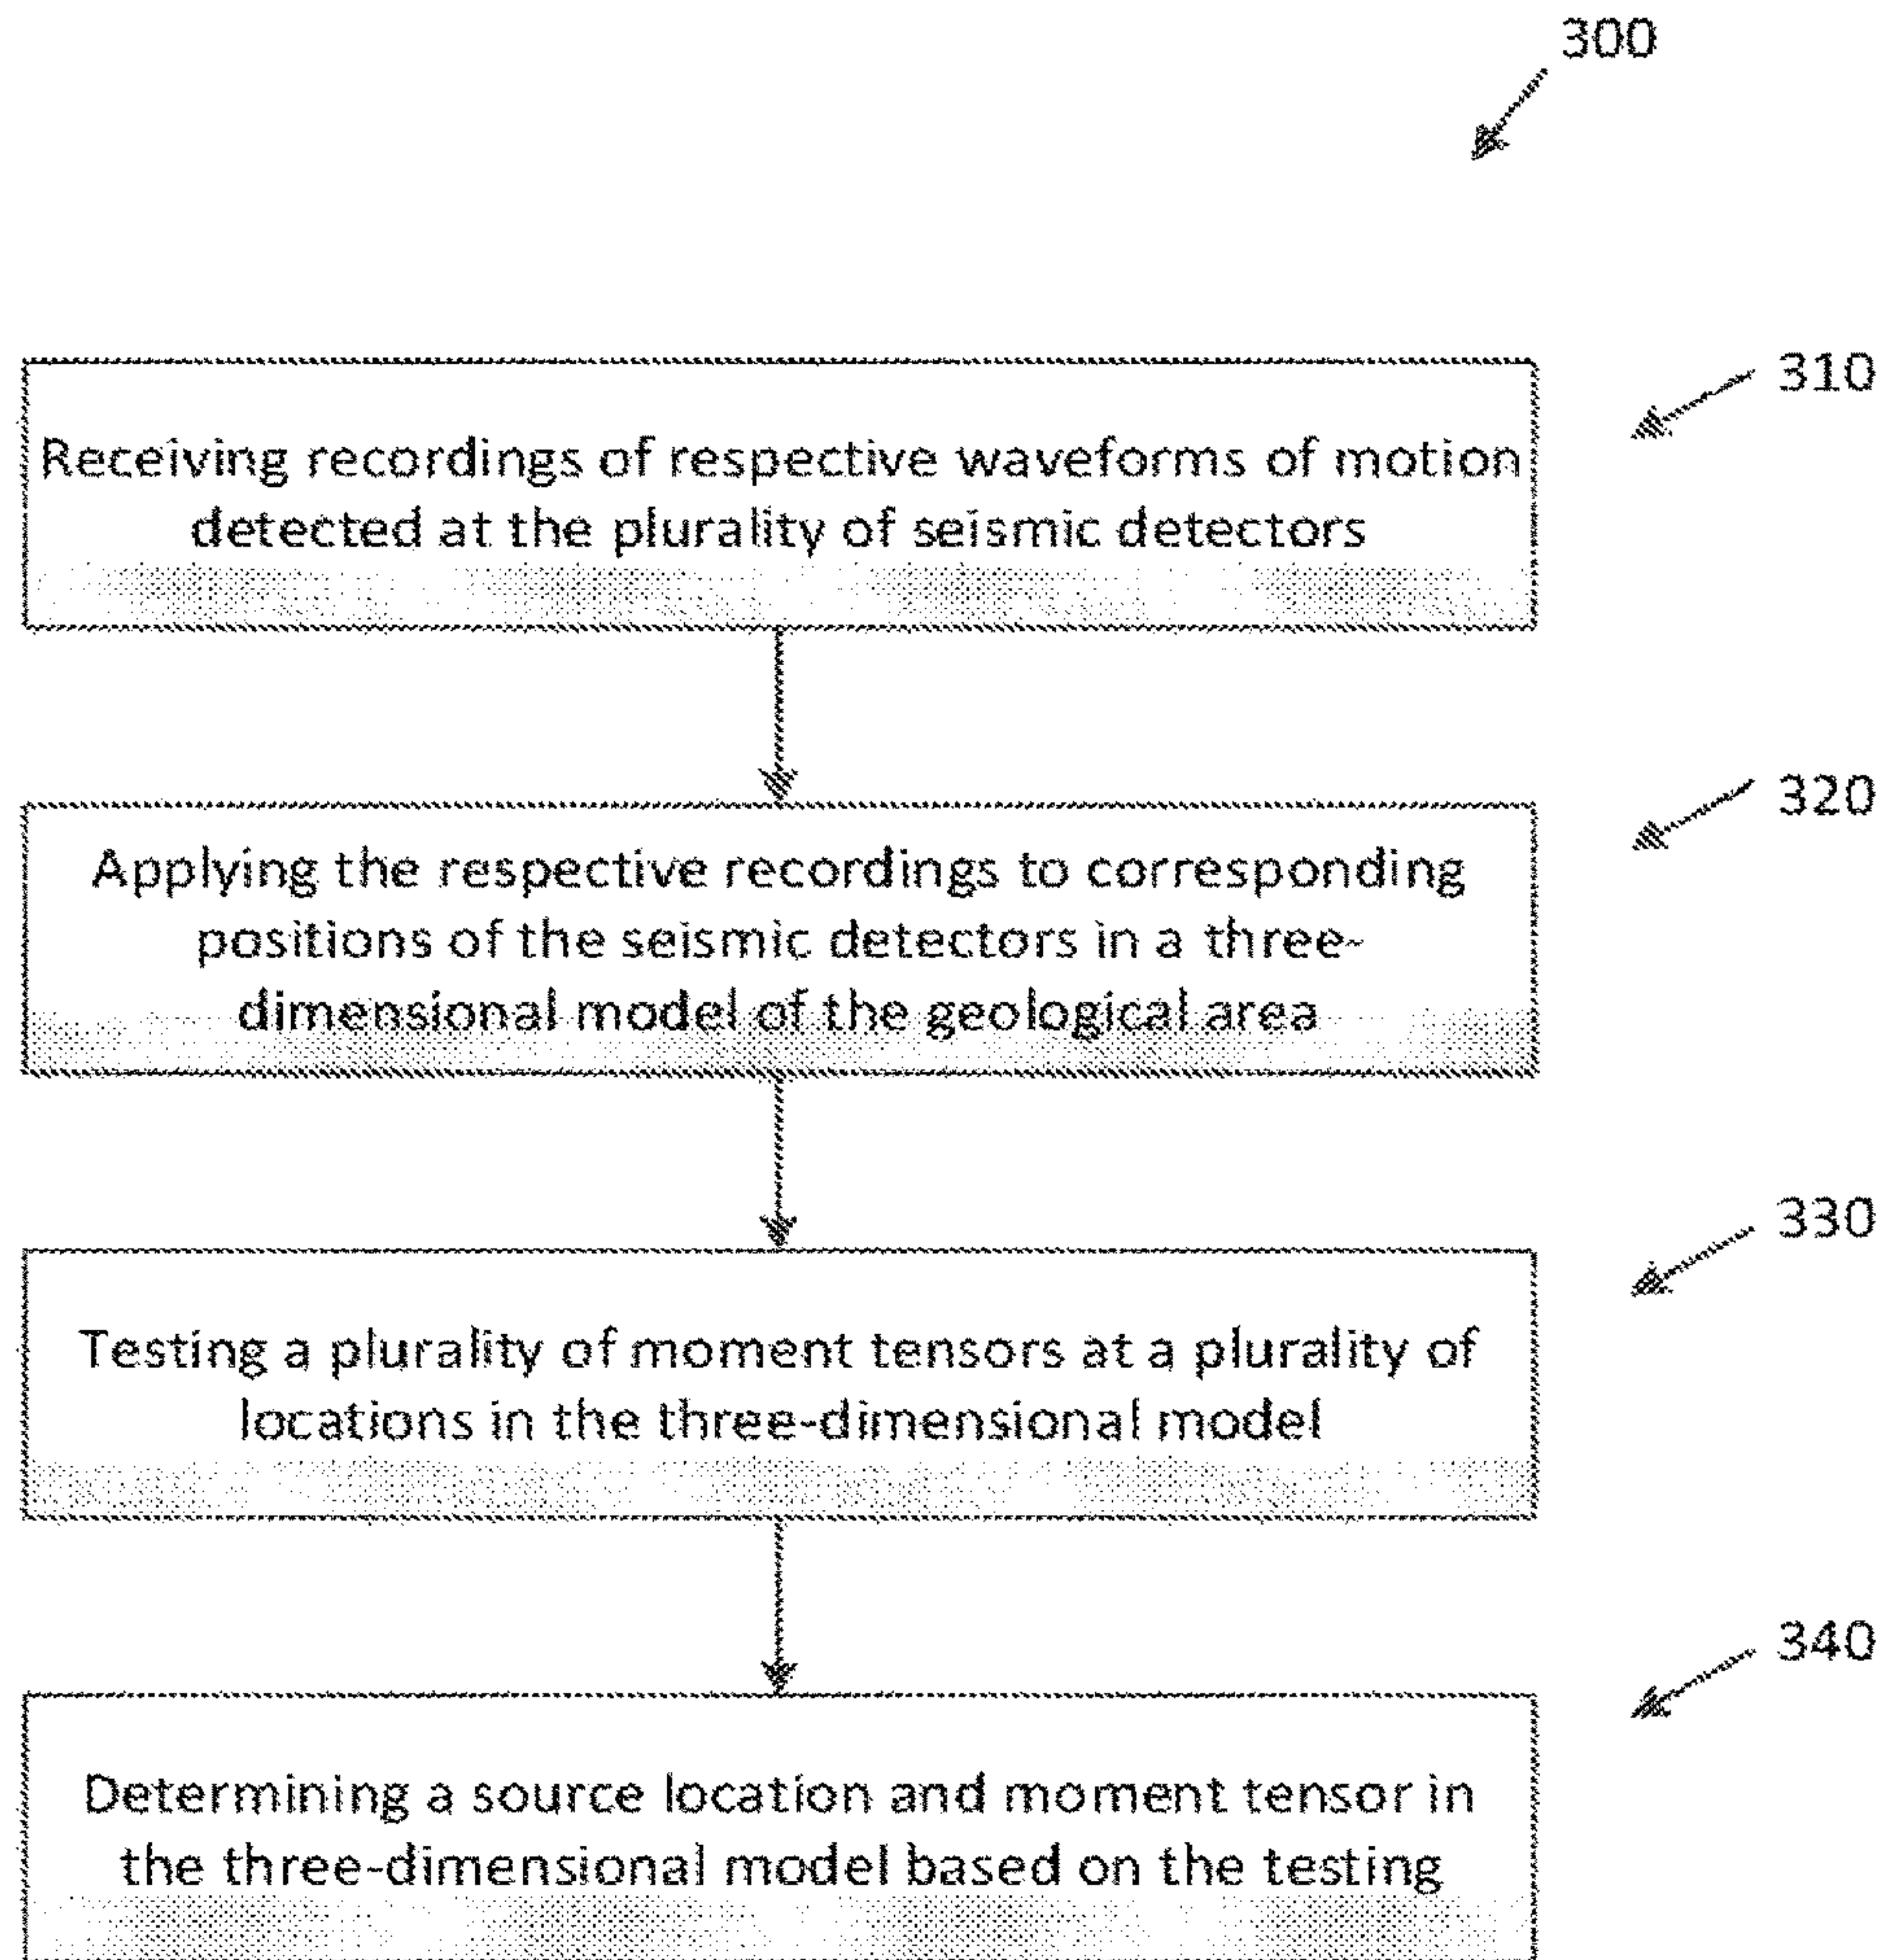 300
310
Receiving recordings of respective waveforms of motion
detected at the plurality of seismic detectors
320
Applying the respective recordings to corresponding
positions of the seismic detectors in a three-
dimensional model of the geological area
330
Testing a plurality of moment tensors at a plurality of
locations in the three-dimensional model
340
Determining a source location and moment tensor in
the three-dimensional model based on the testing